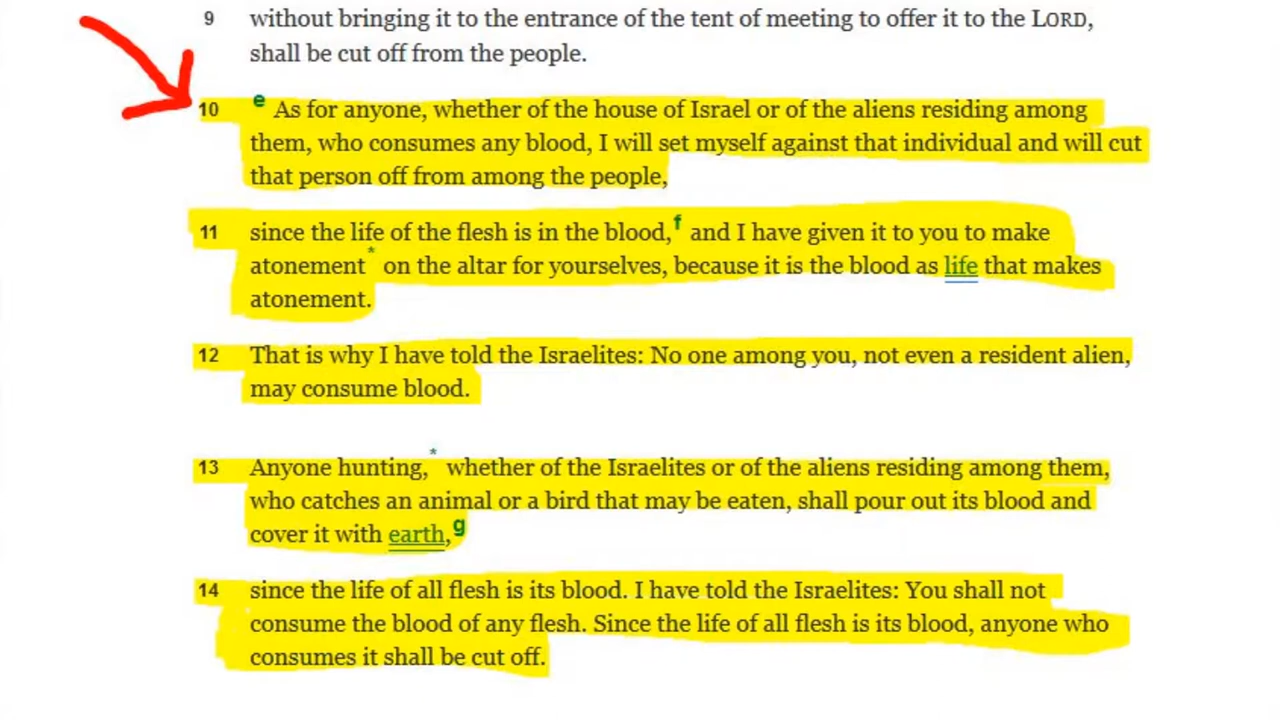 9 without bringing it to the entrance of the tent of meeting to offer it to the LORD,
shall be cut off from the people.
10 e As for anyone, whether of the house of Israel or of the aliens residing among
them, who consumes any blood, I will set myself against that individual and will cut
that person off from among the people,
11 since the life of the flesh is in the blood,f and I have given it to you to make
atonement* on the altar for yourselves, because it is the blood as life that makes
atonement.
12 That is why I have told the Israelites: No one among you, not even a resident alien,
may consume blood.
13 Anyone hunting,* whether of the Israelites or of the aliens residing among them,
who catches an animal or a bird that may be eaten, shall pour out its blood and
cover it with earth,g
14 since the life of all flesh is its blood. I have told the Israelites: You shall not
consume the blood of any flesh. Since the life of all flesh is its blood, anyone who
consumes it shall be cut off.